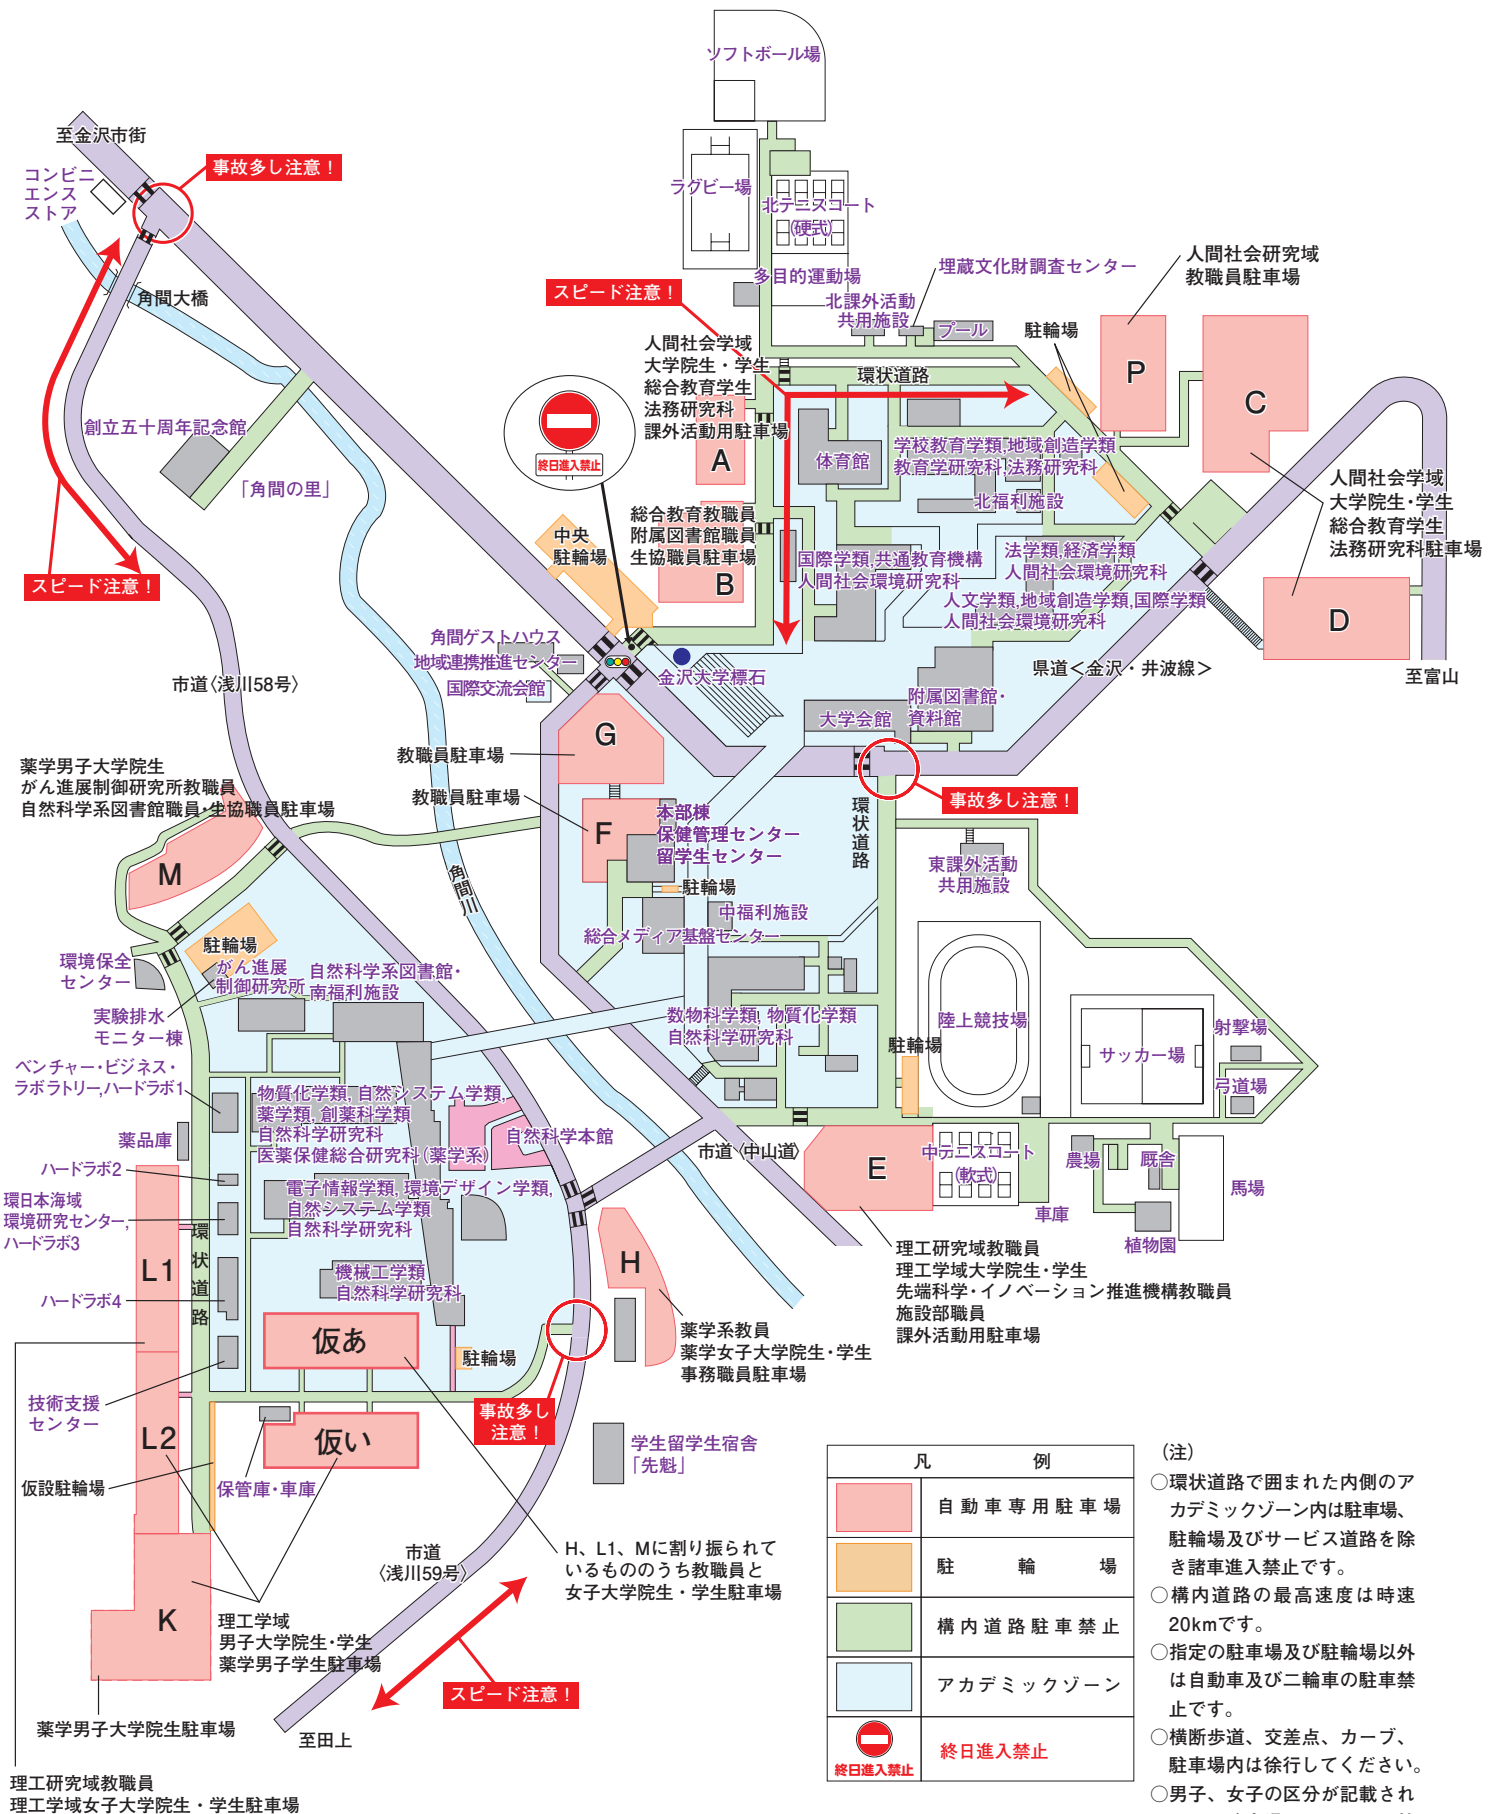 ソフトボール場
至金沢市街
事故多し注意！
コンビニ
エンス
ストア
ラグビー場
北テニスコート
(硬式)
角間大橋
スピード注意！
多目的運動場
埋蔵文化財調査センター
北課外活動
共用施設
プール
駐輪場
人間社会研究域
教職員駐車場
P
C
人間社会学域
大学院生・学生
総合教育学生
法務研究科
課外活動用駐車場
A
環状道路
終日進入禁止
創立五十周年記念館
「角間の里」
体育館
学校教育学類,地域創造学類
教育学研究科,法務研究科
北福利施設
人間社会学域
大学院生・学生
総合教育学生
法務研究科駐車場
総合教育教職員
附属図書館職員
生協職員駐車場
B
中央
駐輪場
国際学類,共通教育機構
人間社会環境研究科
法学類,経済学類
人間社会環境研究科
人文学類,地域創造学類,国際学類
人間社会環境研究科
D
スピード注意！
角間ゲストハウス
地域連携推進センター
国際交流会館
金沢大学標石
市道〈浅川58号〉
県道＜金沢・井波線＞
至富山
附属図書館・
資料館
大学会館
G
教職員駐車場
教職員駐車場
F
本部棟
保健管理センター
留学生センター
駐輪場
環状道路
事故多し注意！
薬学男子大学院生
がん進展制御研究所教職員
自然科学系図書館職員・生協職員駐車場
M
角間川
東課外活動
共用施設
中福利施設
総合メディア基盤センター
駐輪場
がん進展
制御研究所
自然科学系図書館・
南福利施設
環境保全
センター
実験排水
モニター棟
数物科学類,物質化学類
自然科学研究科
駐輪場
陸上競技場
サッカー場
射撃場
弓道場
ベンチャー・ビジネス・
ラボラトリー,ハードラボ1
薬品庫
ハードラボ2
環日本海域
環境研究センター,
ハードラボ3
ハードラボ4
物質化学類,自然システム学類,
薬学類,創薬科学類
自然科学研究科
医薬保健総合研究科(薬学系)
自然科学本館
電子情報学類,環境デザイン学類,
自然システム学類
自然科学研究科
機械工学類
自然科学研究科
環状道路
L1
市道〈中山道〉
E
中テニスコート
(軟式)
農場
厩舎
馬場
車庫
植物園
理工研究域教職員
理工学域大学院生・学生
先端科学・イノベーション推進機構教職員
施設部職員
課外活動用駐車場
H
薬学系教員
薬学女子大学院生・学生
事務職員駐車場
仮あ
駐輪場
事故多し
注意！
技術支援
センター
L2
仮い
仮設駐輪場
保管庫・車庫
学生留学生宿舎
「先魁」
市道
〈浅川59号〉
H、L1、Mに割り振られて
いるもののうち教職員と
女子大学院生・学生駐車場
K
理工学域
男子大学院生・学生
薬学男子学生駐車場
スピード注意！
至田上
薬学男子大学院生駐車場
理工研究域教職員
理工学域女子大学院生・学生駐車場
凡例
自動車専用駐車場
駐輪場
構内道路駐車禁止
アカデミックゾーン
終日進入禁止
終日進入禁止
(注)
○環状道路で囲まれた内側のア
カデミックゾーン内は駐車場、
駐輪場及びサービス道路を除
き諸車進入禁止です。
○構内道路の最高速度は時速
20kmです。
○指定の駐車場及び駐輪場以外
は自動車及び二輪車の駐車禁
止です。
○横断歩道、交差点、カーブ、
駐車場内は徐行してください。
○男子、女子の区分が記載され